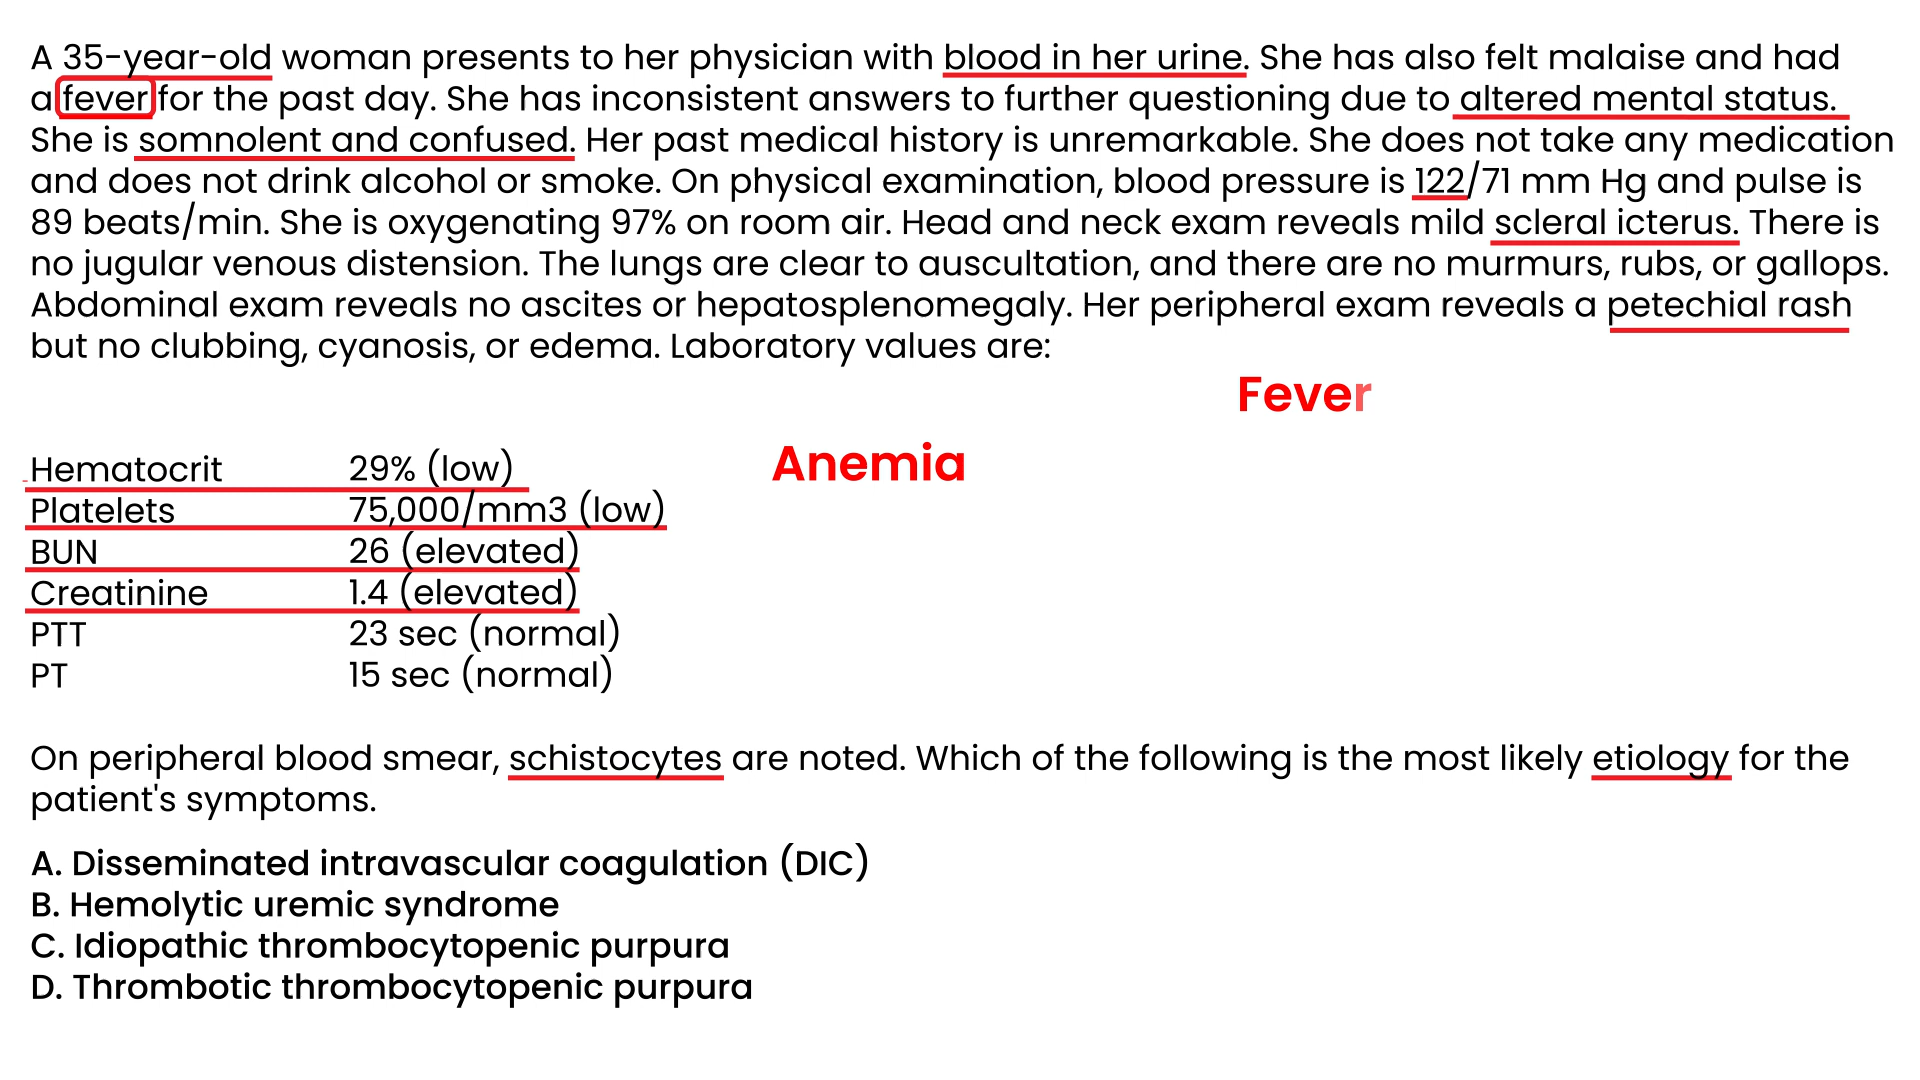 A 35-year-old woman presents to her physician with blood in her urine. She has also felt malaise and had
a fever for the past day. She has inconsistent answers to further questioning due to altered mental status.
She is somnolent and confused. Her past medical history is unremarkable. She does not take any medication
and does not drink alcohol or smoke. On physical examination, blood pressure is 122/71 mm Hg and pulse is
89 beats/min. She is oxygenating 97% on room air. Head and neck exam reveals mild scleral icterus. There is
no jugular venous distension. The lungs are clear to auscultation, and there are no murmurs, rubs, or gallops.
Abdominal exam reveals no ascites or hepatosplenomegaly. Her peripheral exam reveals a petechial rash
but no clubbing, cyanosis, or edema. Laboratory values are:
Fever
Anemia
Hematocrit 29% (low)
Platelets 75,000/mm3 (low)
BUN 26 (elevated)
Creatinine 1.4 (elevated)
PTT 23 sec (normal)
PT 15 sec (normal)
On peripheral blood smear, schistocytes are noted. Which of the following is the most likely etiology for the
patient's symptoms.
A. Disseminated intravascular coagulation (DIC)
B. Hemolytic uremic syndrome
C. Idiopathic thrombocytopenic purpura
D. Thrombotic thrombocytopenic purpura